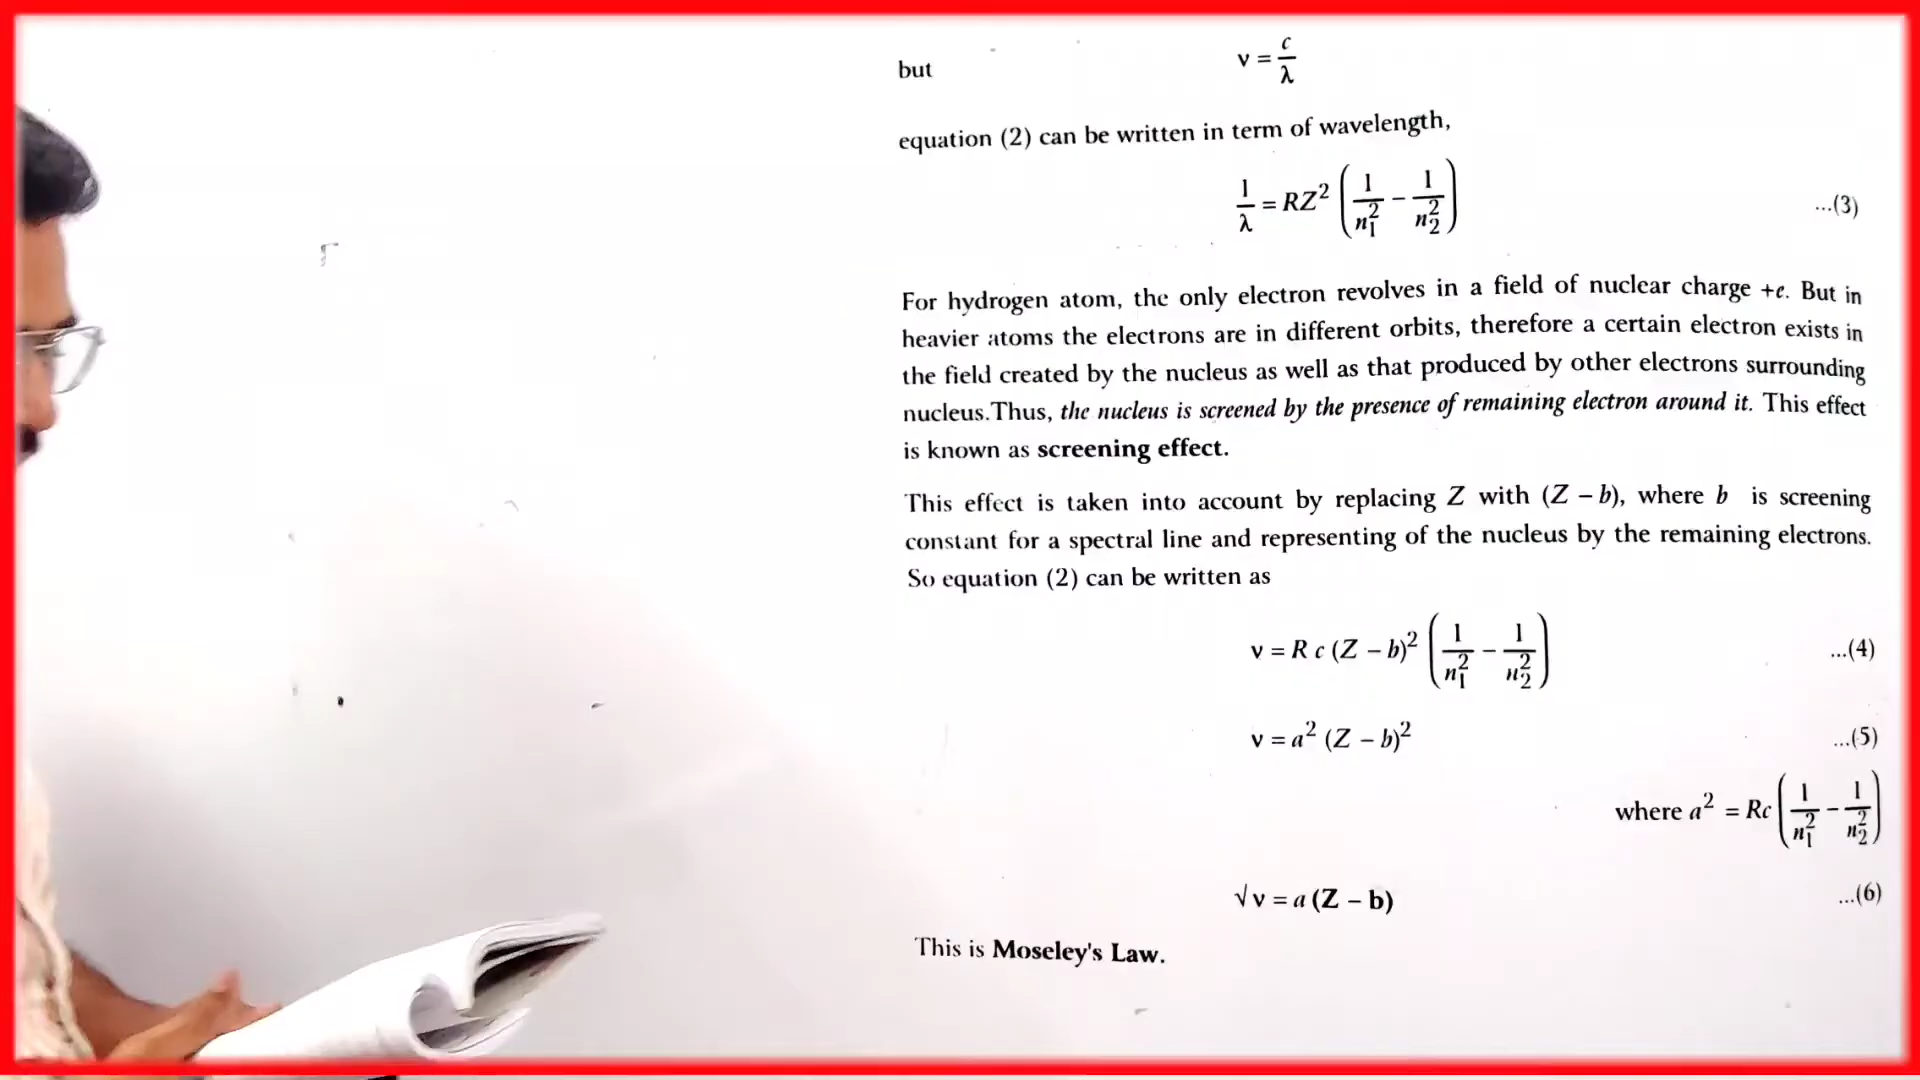 but ν = c/λ
equation (2) can be written in term of wavelength,
1/λ = RZ² (1/n₁² − 1/n₂²) ...(3)
For hydrogen atom, the only electron revolves in a field of nuclear charge +e. But in
heavier atoms the electrons are in different orbits, therefore a certain electron exists in
the field created by the nucleus as well as that produced by other electrons surrounding
nucleus.Thus, the nucleus is screened by the presence of remaining electron around it. This effect
is known as screening effect.
This effect is taken into account by replacing Z with (Z – b), where b is screening
constant for a spectral line and representing of the nucleus by the remaining electrons.
So equation (2) can be written as
ν = R c (Z – b)² (1/n₁² − 1/n₂²) ...(4)
ν = a² (Z – b)² ...(5)
where a² = Rc (1/n₁² − 1/n₂²)
√ν = a (Z – b) ...(6)
This is Moseley's Law.